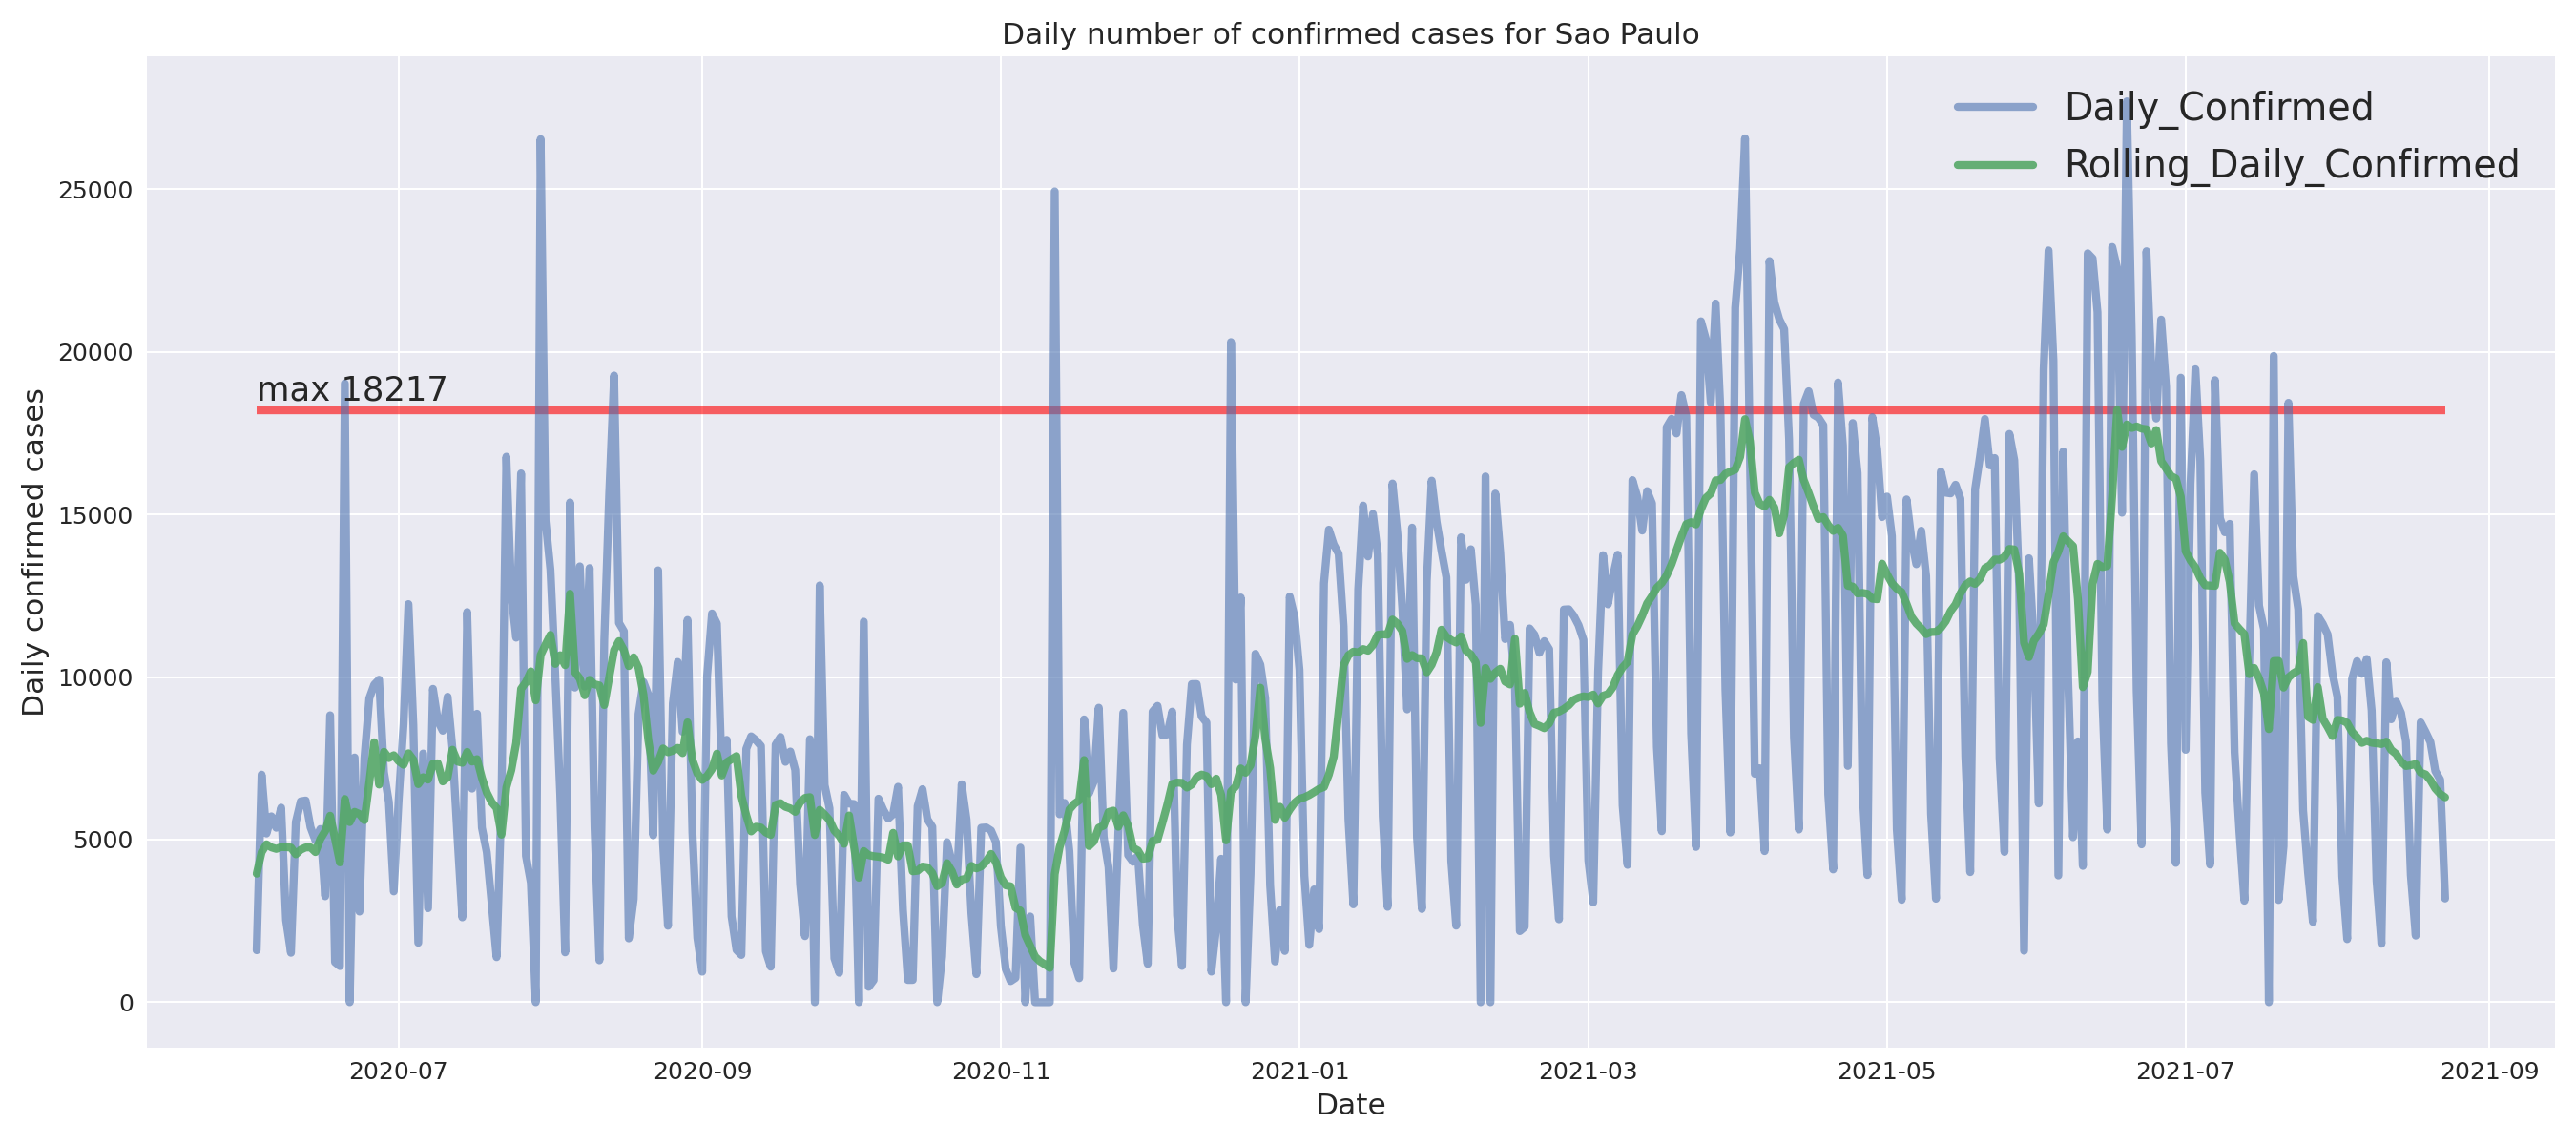 Daily number of confirmed cases for Sao Paulo
Daily_Confirmed
Rolling_Daily_Confirmed
25000
20000
max 18217
15000
10000
5000
0
Daily confirmed cases
2020-07 2020-09 2020-11 2021-01 2021-03 2021-05 2021-07 2021-09
Date